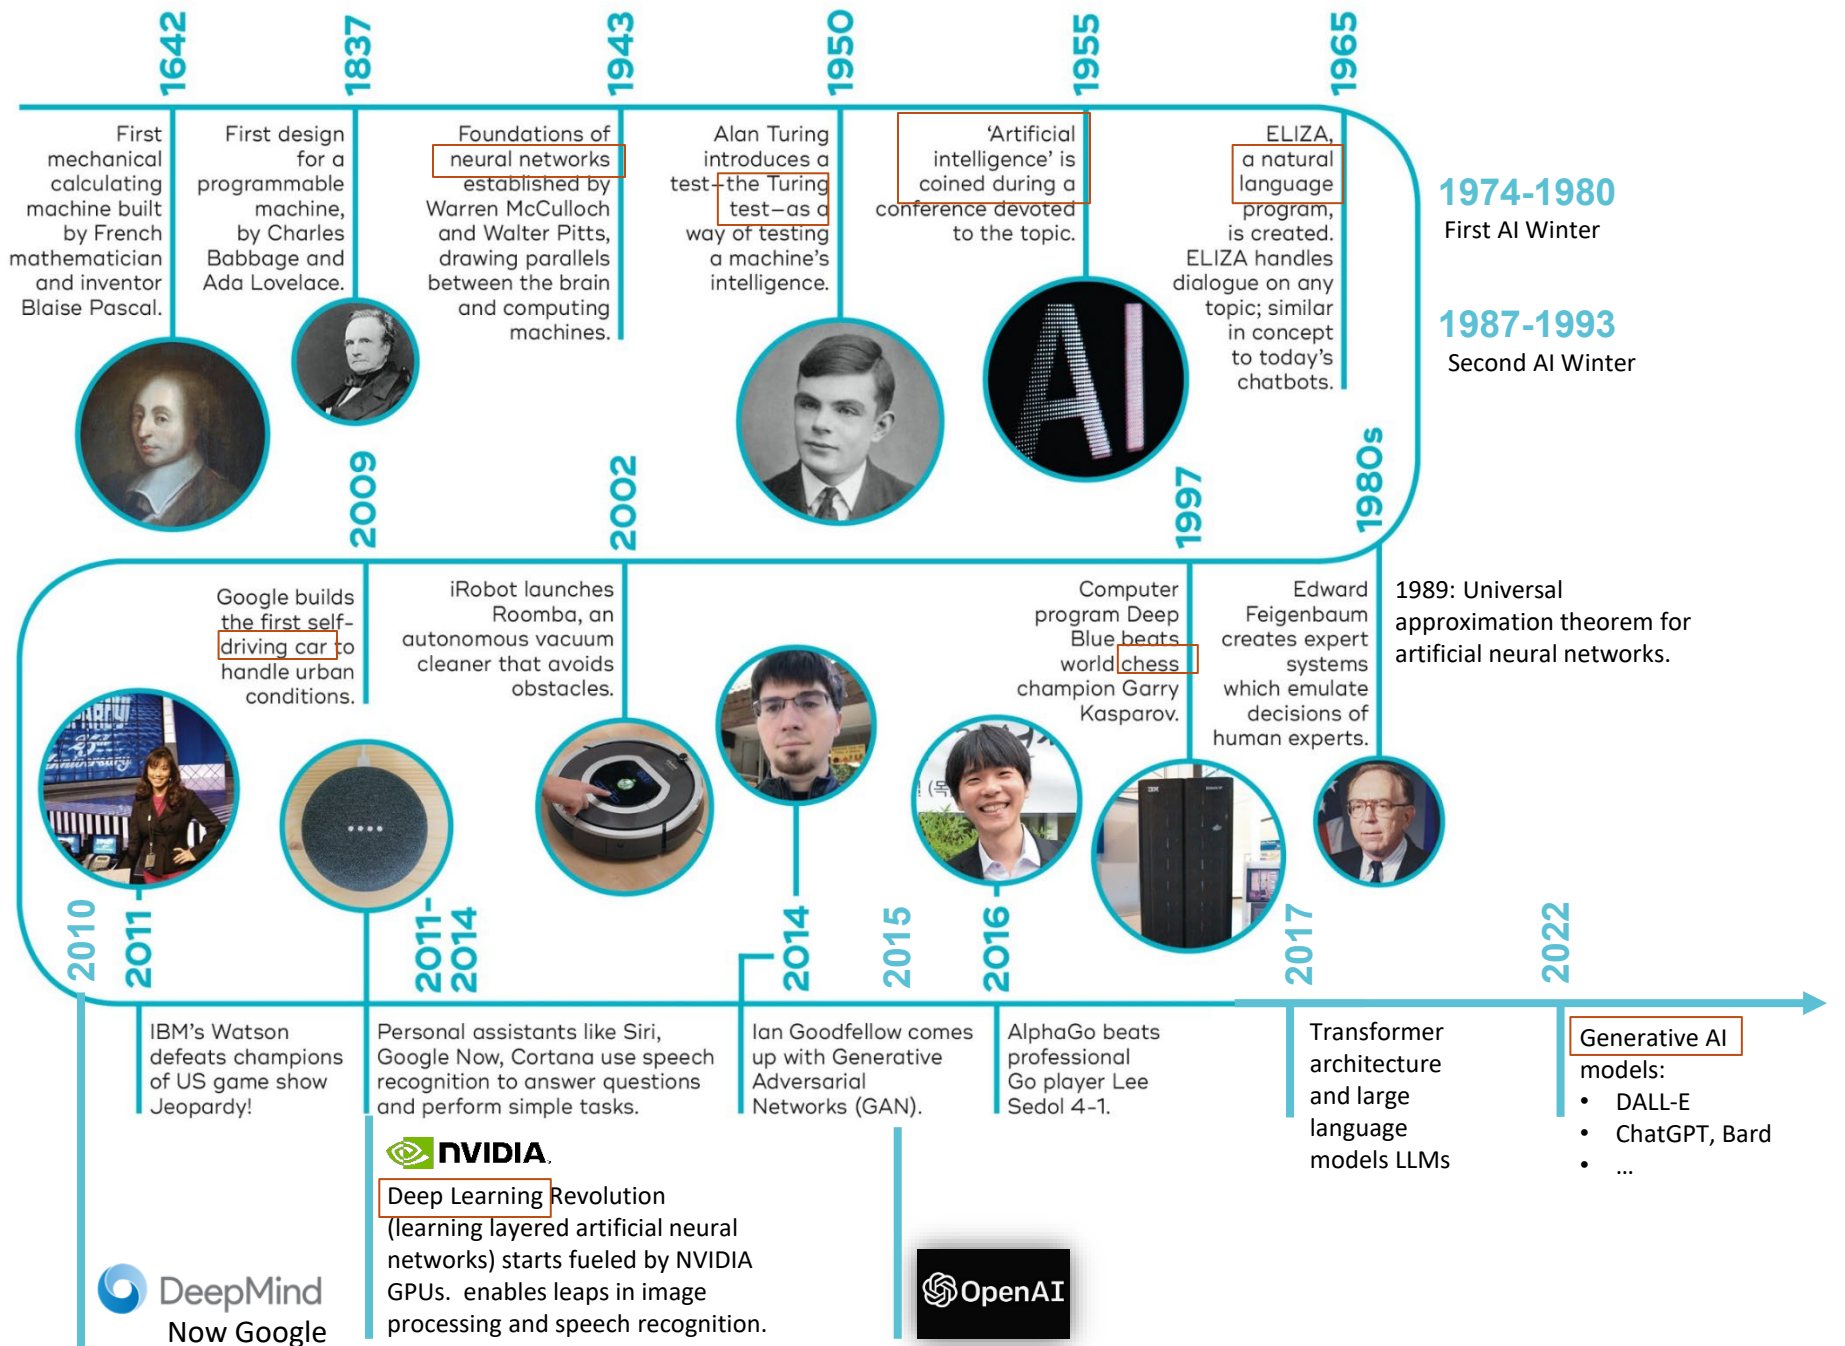 1642
1837
1943
1950
1955
1965
First
mechanical
calculating
machine built
by French
mathematician
and inventor
Blaise Pascal.
First design
for a
programmable
machine,
by Charles
Babbage and
Ada Lovelace.
Foundations of
neural networks
established by
Warren McCulloch
and Walter Pitts,
drawing parallels
between the brain
and computing
machines.
Alan Turing
introduces a
test–the Turing
test–as a
way of testing
a machine's
intelligence.
'Artificial
intelligence' is
coined during a
conference devoted
to the topic.
AI
ELIZA,
a natural
language
program,
is created.
ELIZA handles
dialogue on any
topic; similar
in concept
to today's
chatbots.
1974-1980
First AI Winter
1987-1993
Second AI Winter
2009
2002
1997
1980s
Google builds
the first self-
driving car to
handle urban
conditions.
iRobot launches
Roomba, an
autonomous vacuum
cleaner that avoids
obstacles.
Computer
program Deep
Blue beats
world chess
champion Garry
Kasparov.
Edward
Feigenbaum
creates expert
systems
which emulate
decisions of
human experts.
1989: Universal
approximation theorem for
artificial neural networks.
IBM
2010
2011
2011-
2014
2014
2015
2016
2017
2022
IBM's Watson
defeats champions
of US game show
Jeopardy!
Personal assistants like Siri,
Google Now, Cortana use speech
recognition to answer questions
and perform simple tasks.
Ian Goodfellow comes
up with Generative
Adversarial
Networks (GAN).
AlphaGo beats
professional
Go player Lee
Sedol 4-1.
Transformer
architecture
and large
language
models LLMs
Generative AI
models:
• DALL-E
• ChatGPT, Bard
• ...
NVIDIA.
Deep Learning Revolution
(learning layered artificial neural
networks) starts fueled by NVIDIA
GPUs.  enables leaps in image
processing and speech recognition.
DeepMind
Now Google
OpenAI